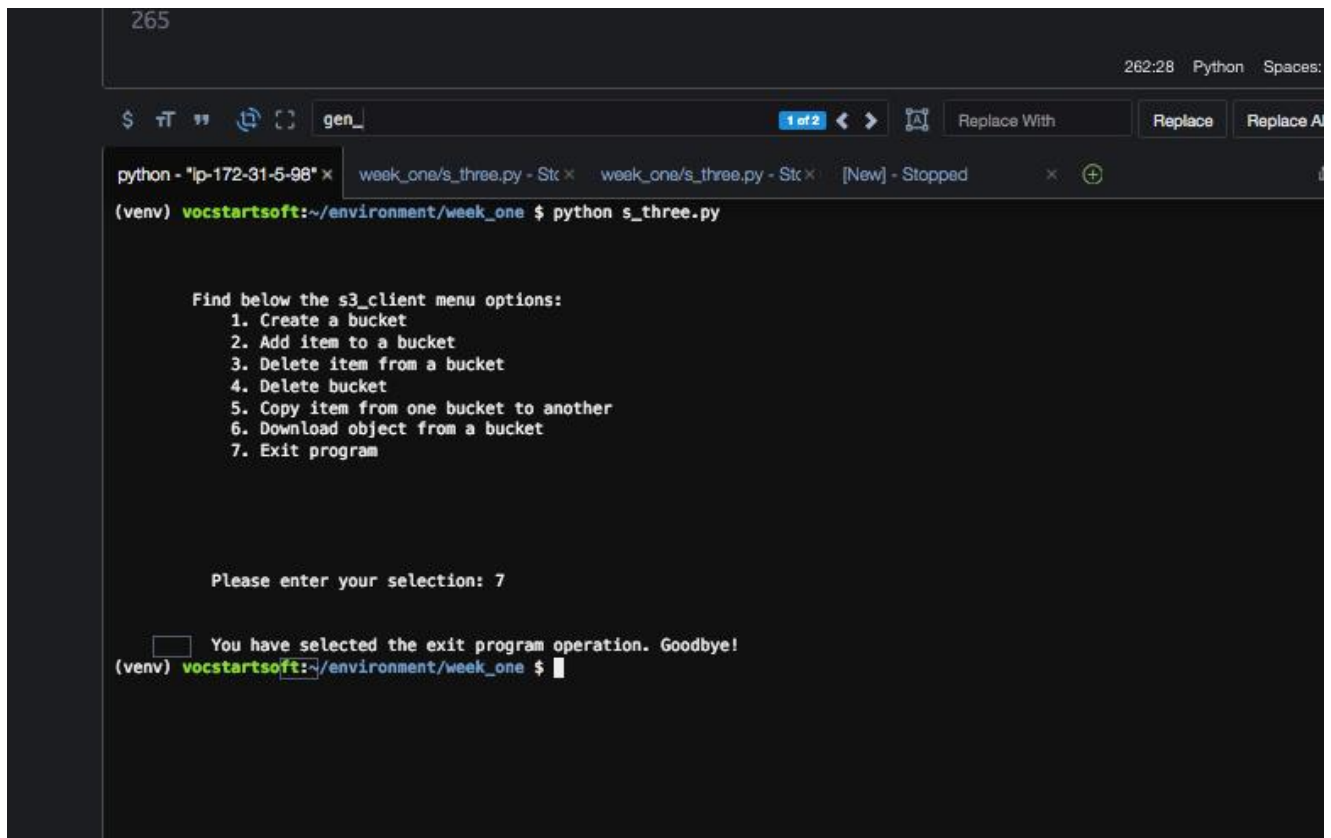 265
262:28 Python Spaces:
gen_ 1 of 2 Replace With Replace Replace Al
python - "ip-172-31-5-98" × week_one/s_three.py - Stc × week_one/s_three.py - Stc × [New] - Stopped ×
(venv) vocstartsoft:~/environment/week_one $ python s_three.py
Find below the s3_client menu options:
1. Create a bucket
2. Add item to a bucket
3. Delete item from a bucket
4. Delete bucket
5. Copy item from one bucket to another
6. Download object from a bucket
7. Exit program
Please enter your selection: 7
You have selected the exit program operation. Goodbye!
(venv) vocstartsoft:~/environment/week_one $